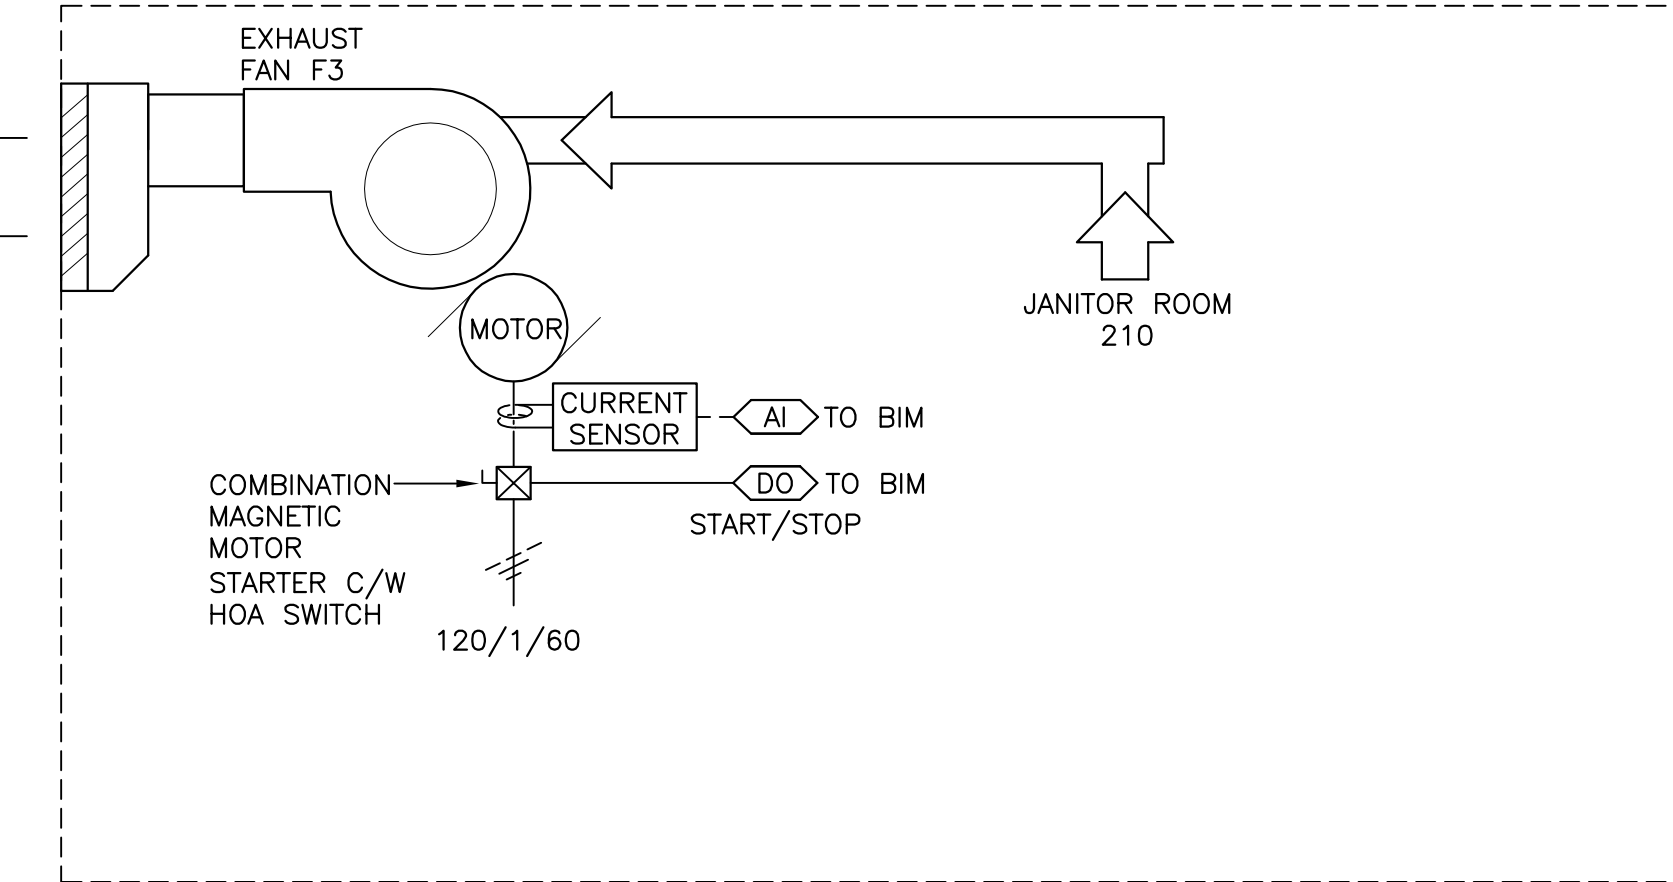 EXHAUST
FAN F3
JANITOR ROOM
210
MOTOR
CURRENT
SENSOR
AI TO BIM
COMBINATION
MAGNETIC
MOTOR
STARTER C/W
HOA SWITCH
DO TO BIM
START/STOP
120/1/60